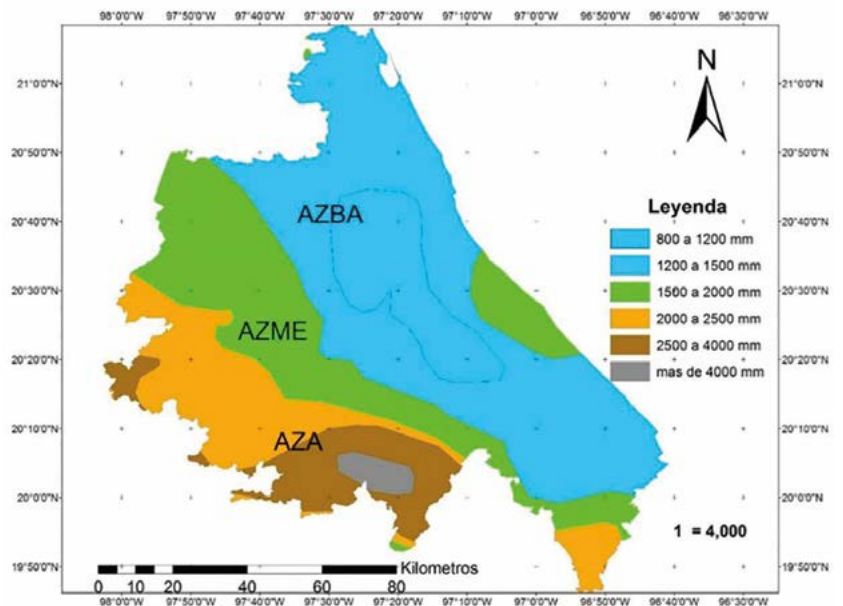 98°0'0"W 97°50'0"W 97°40'0"W 97°30'0"W 97°20'0"W 97°10'0"W 97°0'0"W 96°50'0"W 96°40'0"W 96°30'0"W
N
21°0'0"N 21°0'0"N
20°50'0"N 20°50'0"N
AZBA
20°40'0"N 20°40'0"N
Leyenda
800 a 1200 mm
1200 a 1500 mm
1500 a 2000 mm
2000 a 2500 mm
2500 a 4000 mm
mas de 4000 mm
20°30'0"N 20°30'0"N
AZME
20°20'0"N 20°20'0"N
20°10'0"N 20°10'0"N
AZA
20°0'0"N 20°0'0"N
1 = 4,000
19°50'0"N 19°50'0"N
Kilometros
0 10 20 40 60 80
98°0'0"W 97°50'0"W 97°40'0"W 97°30'0"W 97°20'0"W 97°10'0"W 97°0'0"W 96°50'0"W 96°40'0"W 96°30'0"W